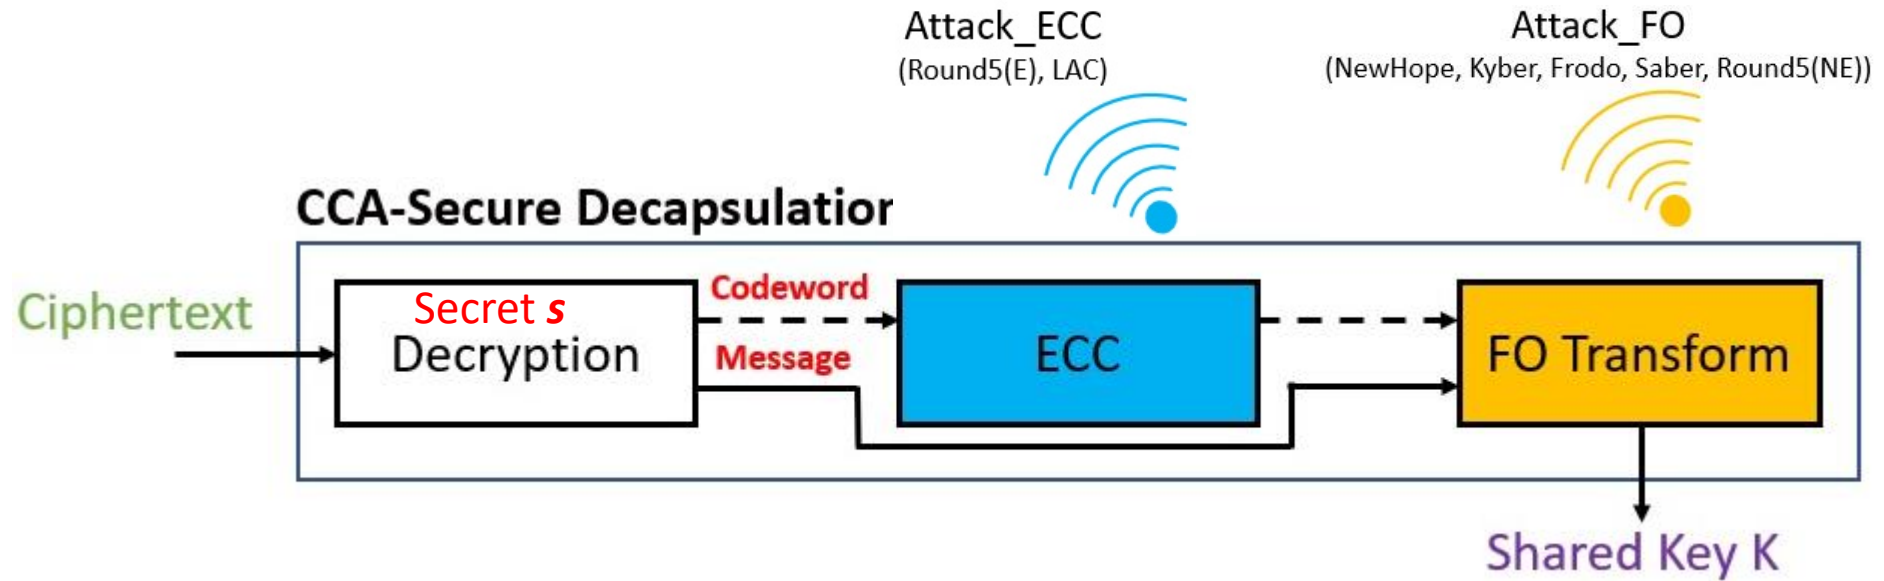 Attack_ECC
(Round5(E), LAC)
Attack_FO
(NewHope, Kyber, Frodo, Saber, Round5(NE))
CCA-Secure Decapsulation
Ciphertext
Secret s
Decryption
Codeword
Message
ECC
FO Transform
Shared Key K